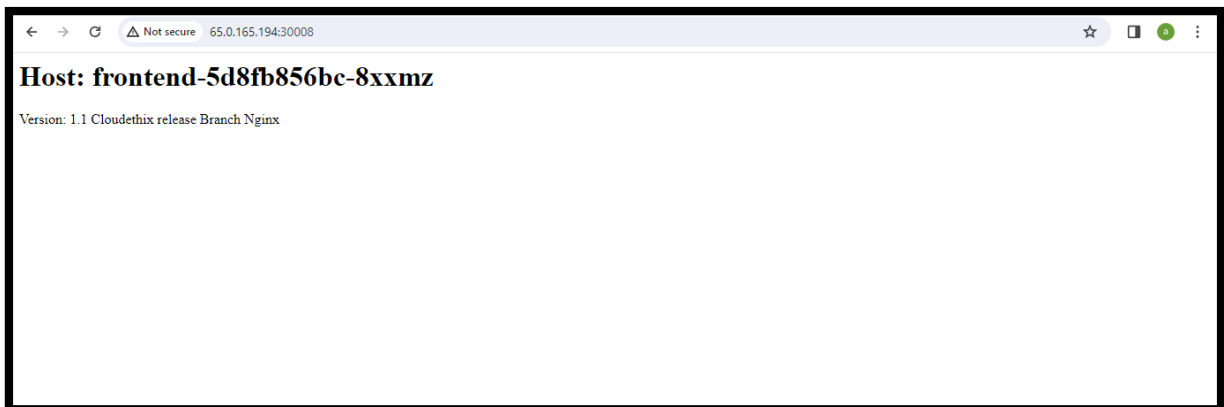 Not secure 65.0.165.194:30008
a
Host: frontend-5d8fb856bc-8xxmz
Version: 1.1 Cloudethix release Branch Nginx